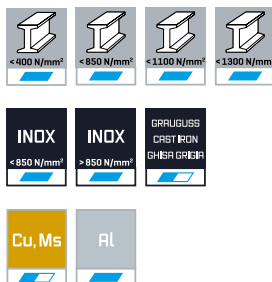 <400 N/mm² <850 N/mm² <1100 N/mm² <1300 N/mm²
INOX INOX GRAUGUSS
CAST IRON
GHISA GRIGIA
<850 N/mm² >850 N/mm²
Cu, Ms Al